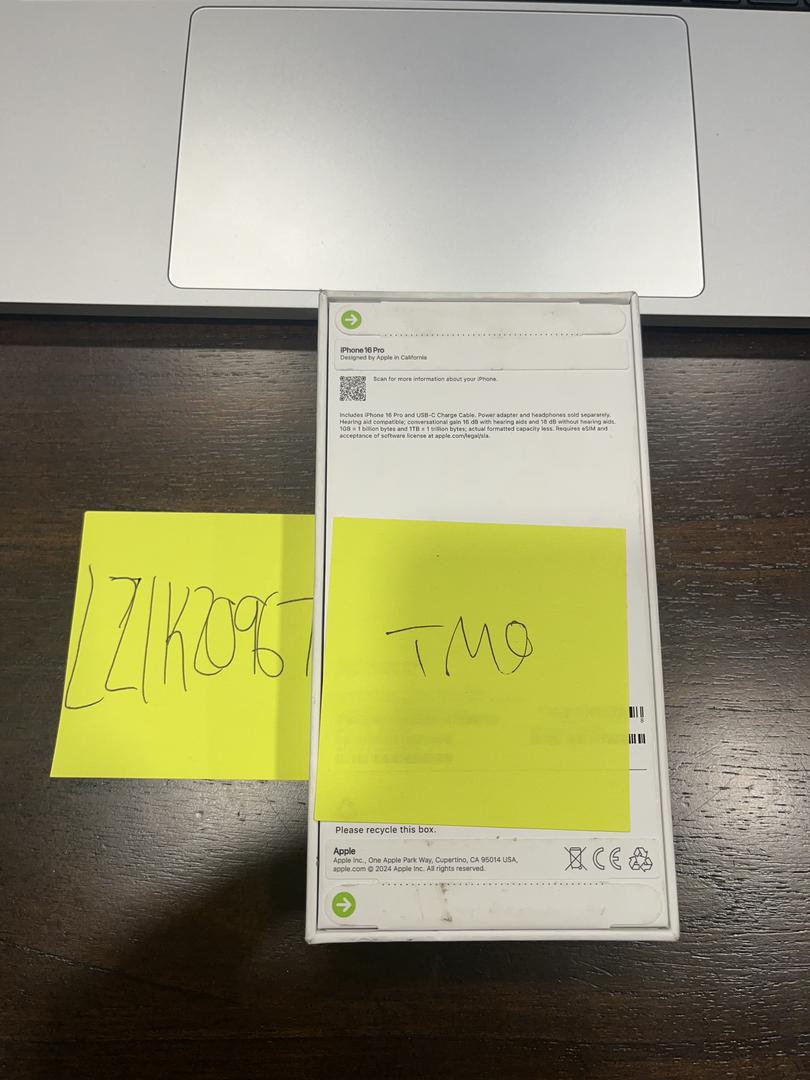 iPhone 16 Pro
Designed by Apple in California
Scan for more information about your iPhone.
Includes iPhone 16 Pro and USB-C Charge Cable. Power adapter and headphones sold separately.
Hearing aid compatible; conversational gain 16 dB with hearing aids and 18 dB without hearing aids.
1GB = 1 billion bytes and 1TB = 1 trillion bytes; actual formatted capacity less. Requires eSIM and
acceptance of software license at apple.com/legal/sla.
LZ1K20967
TMO
Please recycle this box.
Apple
Apple Inc., One Apple Park Way, Cupertino, CA 95014 USA,
apple.com © 2024 Apple Inc. All rights reserved.
CE